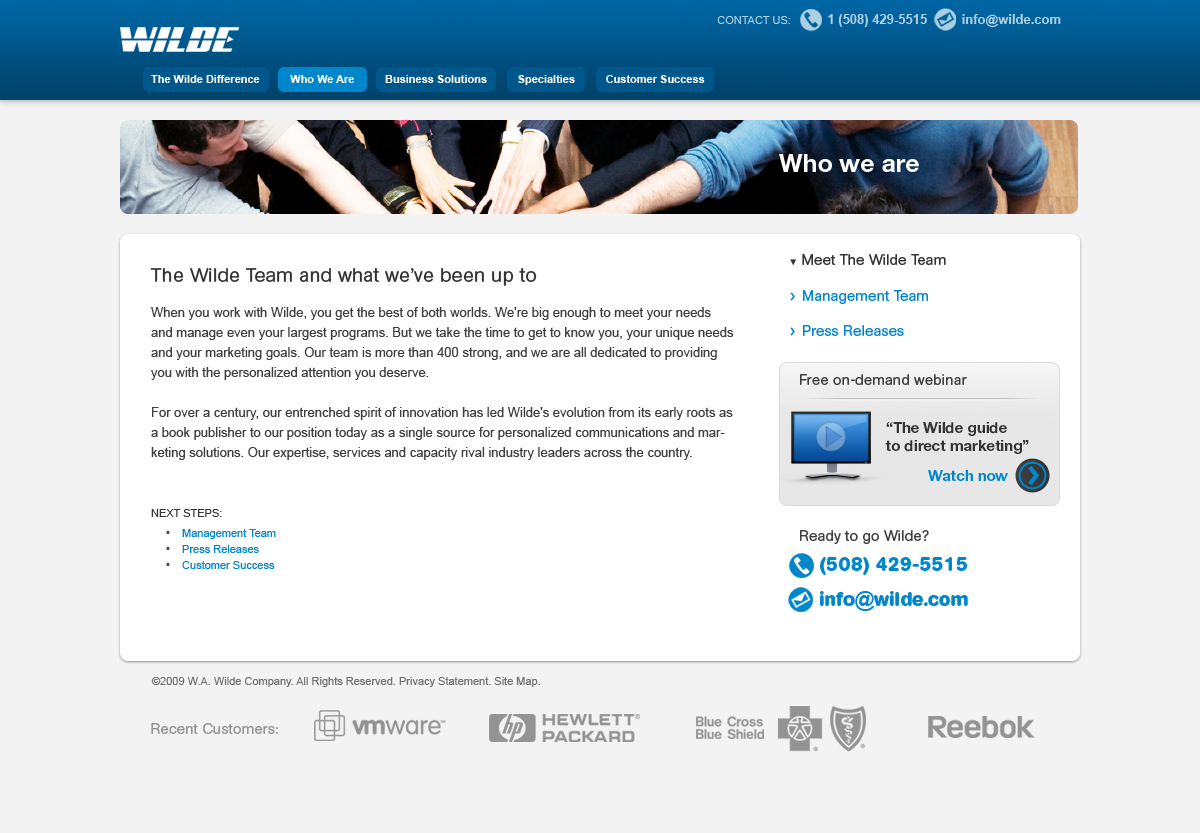 CONTACT US: 1 (508) 429-5515 info@wilde.com
WILDE
The Wilde Difference Who We Are Business Solutions Specialties Customer Success
Who we are
The Wilde Team and what we've been up to
When you work with Wilde, you get the best of both worlds. We're big enough to meet your needs
and manage even your largest programs. But we take the time to get to know you, your unique needs
and your marketing goals. Our team is more than 400 strong, and we are all dedicated to providing
you with the personalized attention you deserve.
For over a century, our entrenched spirit of innovation has led Wilde's evolution from its early roots as
a book publisher to our position today as a single source for personalized communications and mar-
keting solutions. Our expertise, services and capacity rival industry leaders across the country.
NEXT STEPS:
• Management Team
• Press Releases
• Customer Success
▾ Meet The Wilde Team
› Management Team
› Press Releases
Free on-demand webinar
“The Wilde guide
to direct marketing”
Watch now
Ready to go Wilde?
(508) 429-5515
info@wilde.com
©2009 W.A. Wilde Company. All Rights Reserved. Privacy Statement. Site Map.
Recent Customers:
vmware™
hp
HEWLETT®
PACKARD
Blue Cross
Blue Shield
®
®
Reebok